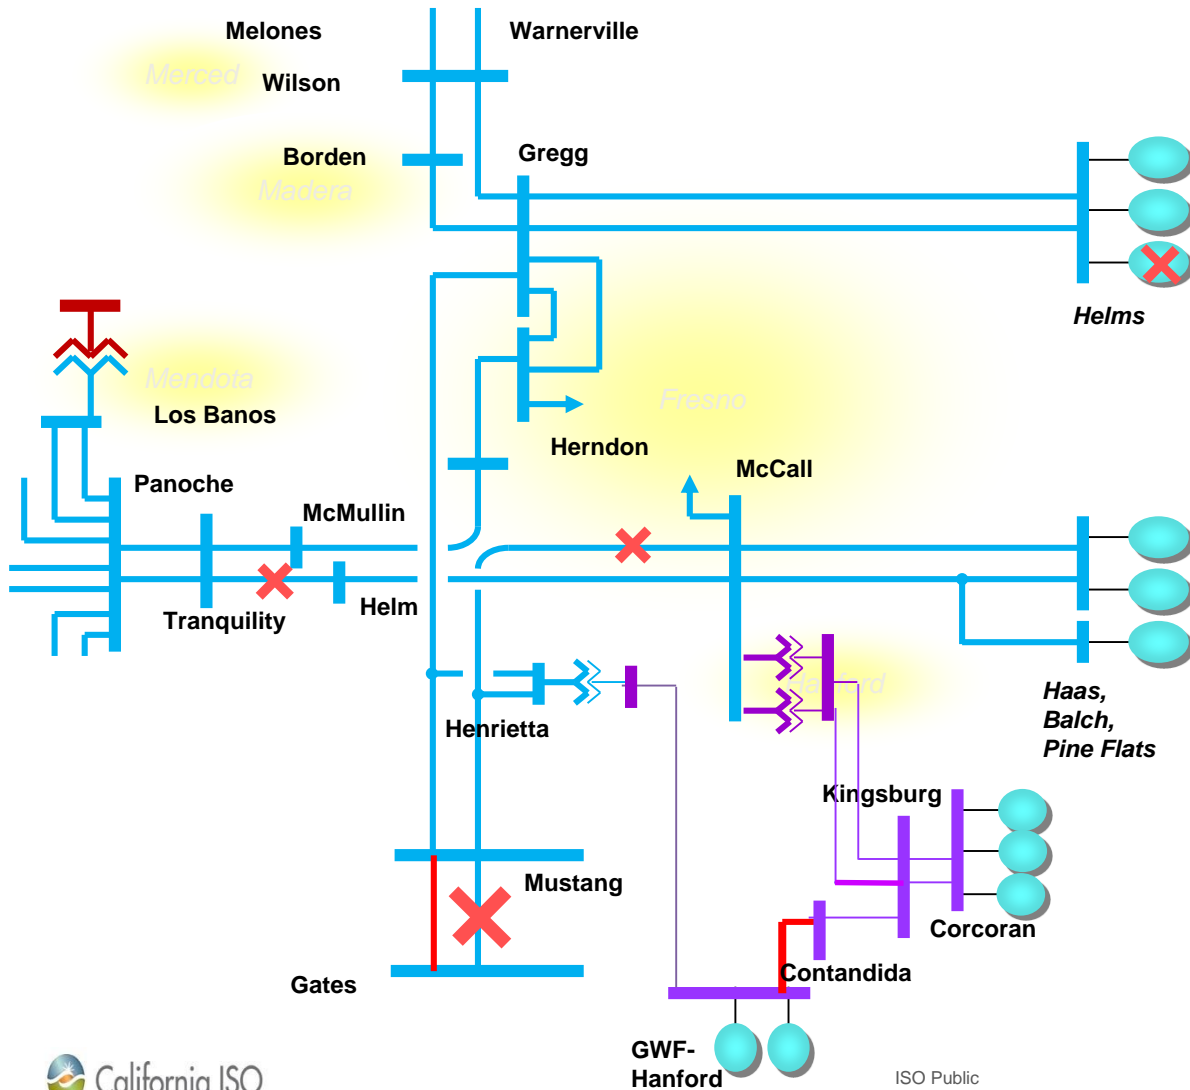 Melones
Warnerville
Merced
Wilson
Borden
Gregg
Madera
Helms
Mendota
Los Banos
Fresno
Herndon
McCall
Panoche
McMullin
Tranquility
Helm
Hanford
Henrietta
Haas,
Balch,
Pine Flats
Kingsburg
Mustang
Corcoran
Contandida
Gates
GWF-
Hanford
California ISO
ISO Public